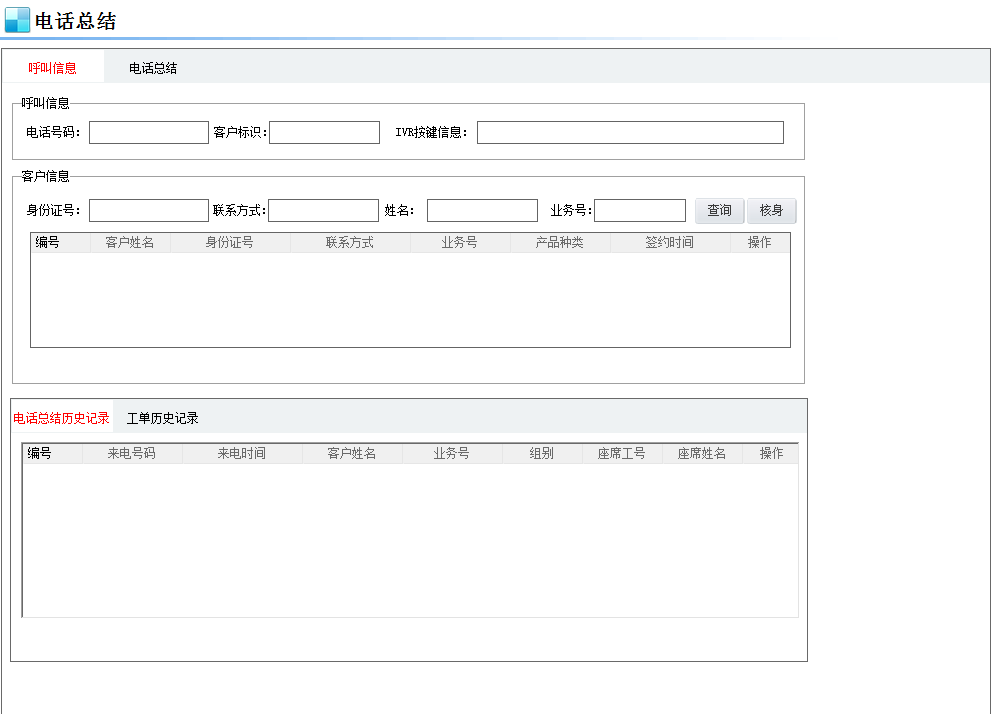 电话总结
呼叫信息 电话总结
呼叫信息
电话号码： 客户标识： IVR按键信息：
客户信息
身份证号： 联系方式： 姓名： 业务号： 查询 核身
编号 客户姓名 身份证号 联系方式 业务号 产品种类 签约时间 操作
电话总结历史记录 工单历史记录
编号 来电号码 来电时间 客户姓名 业务号 组别 座席工号 座席姓名 操作